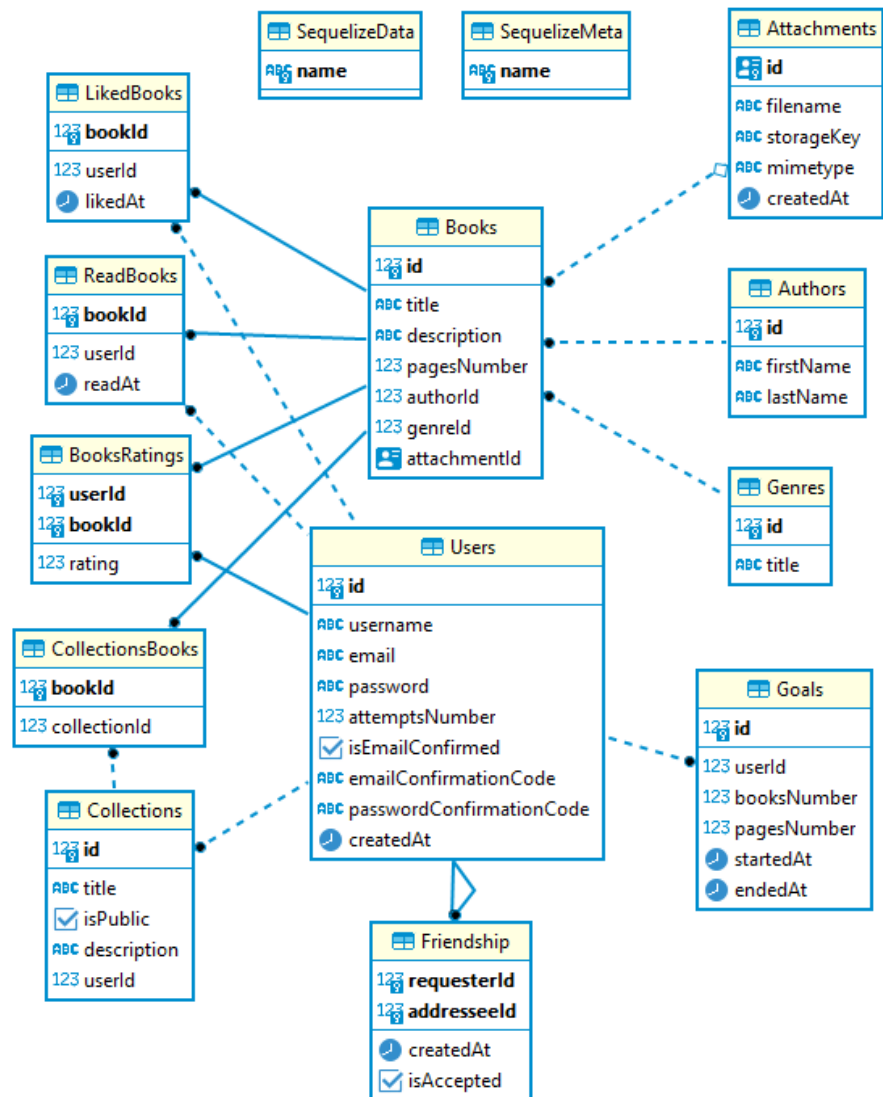 SequelizeData
name
SequelizeMeta
name
Attachments
id
filename
storageKey
mimetype
createdAt
LikedBooks
bookId
userId
likedAt
Books
id
title
description
pagesNumber
authorId
genreId
attachmentId
ReadBooks
bookId
userId
readAt
Authors
id
firstName
lastName
BooksRatings
userId
bookId
rating
Genres
id
title
Users
id
username
email
password
attemptsNumber
isEmailConfirmed
emailConfirmationCode
passwordConfirmationCode
createdAt
CollectionsBooks
bookId
collectionId
Goals
id
userId
booksNumber
pagesNumber
startedAt
endedAt
Collections
id
title
isPublic
description
userId
Friendship
requesterId
addresseeId
createdAt
isAccepted